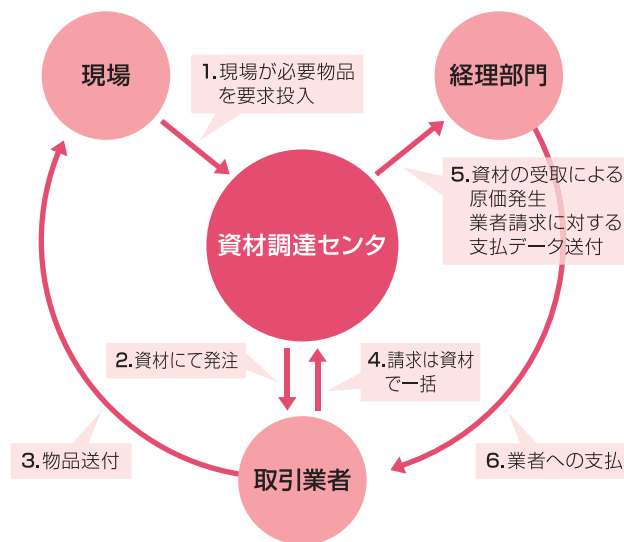 現場
1.現場が必要物品
を要求投入
経理部門
5.資材の受取による
原価発生
業者請求に対する
支払データ送付
資材調達センタ
2.資材にて発注
4.請求は資材
で一括
3.物品送付
取引業者
6.業者への支払